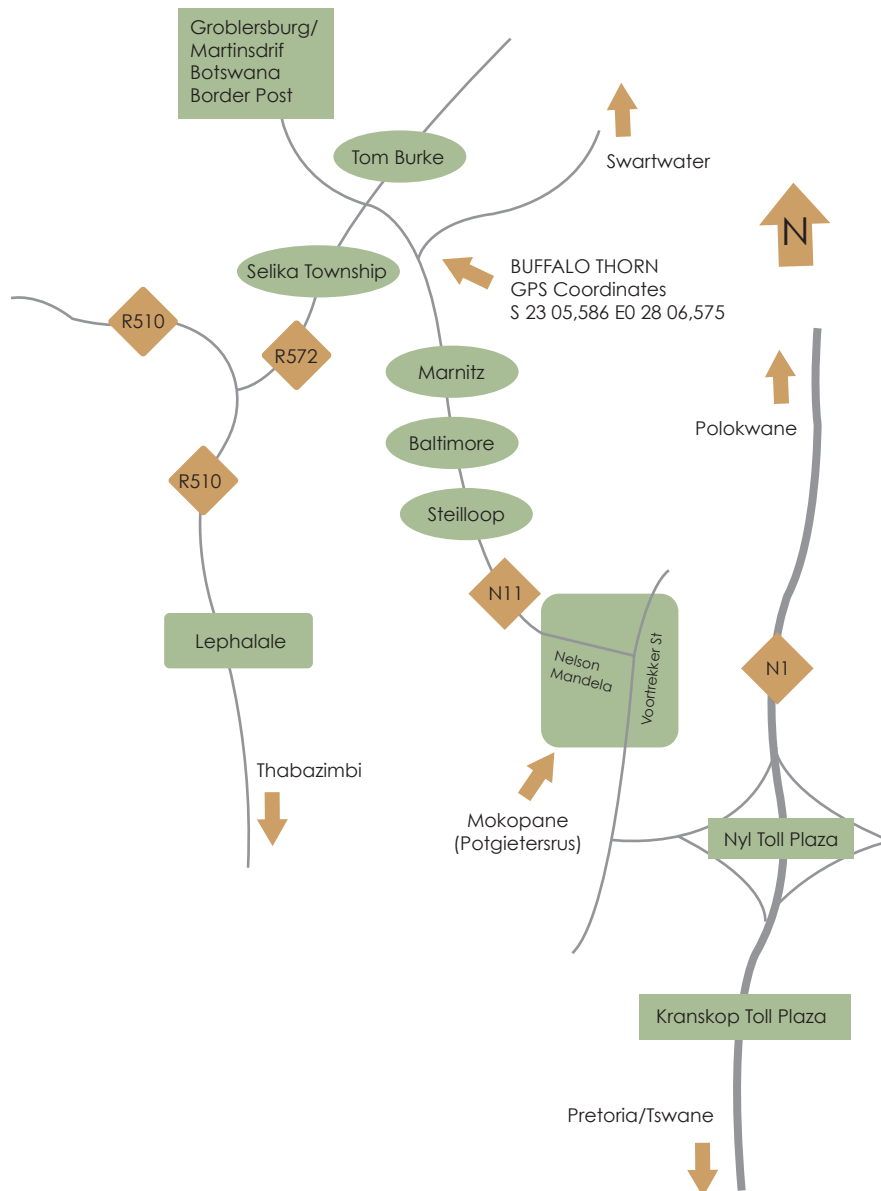 Groblersburg/
Martinsdrif
Botswana
Border Post
Tom Burke
Swartwater
N
Selika Township
BUFFALO THORN
GPS Coordinates
S 23 05,586 E0 28 06,575
R510
R572
Marnitz
Polokwane
Baltimore
R510
Steilloop
N11
Lephalale
Nelson
Mandela
Voortrekker St
N1
Thabazimbi
Mokopane
(Potgietersrus)
Nyl Toll Plaza
Kranskop Toll Plaza
Pretoria/Tswane